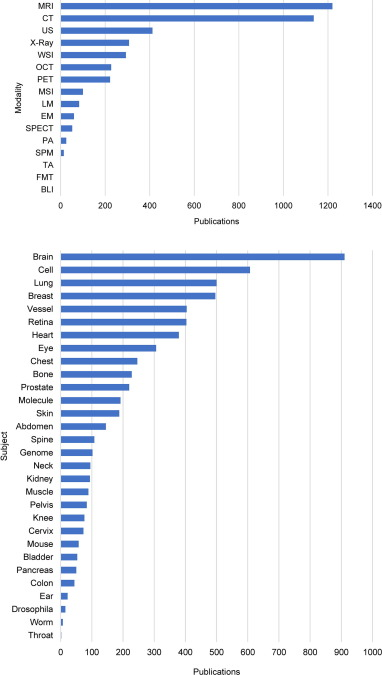 MRI
CT
US
X-Ray
WSI
OCT
PET
MSI
LM
EM
SPECT
PA
SPM
TA
FMT
BLI
Modality
0 200 400 600 800 1000 1200 1400
Publications
Brain
Cell
Lung
Breast
Vessel
Retina
Heart
Eye
Chest
Bone
Prostate
Molecule
Skin
Abdomen
Spine
Genome
Neck
Kidney
Muscle
Pelvis
Knee
Cervix
Mouse
Bladder
Pancreas
Colon
Ear
Drosophila
Worm
Throat
Subject
0 100 200 300 400 500 600 700 800 900 1000
Publications